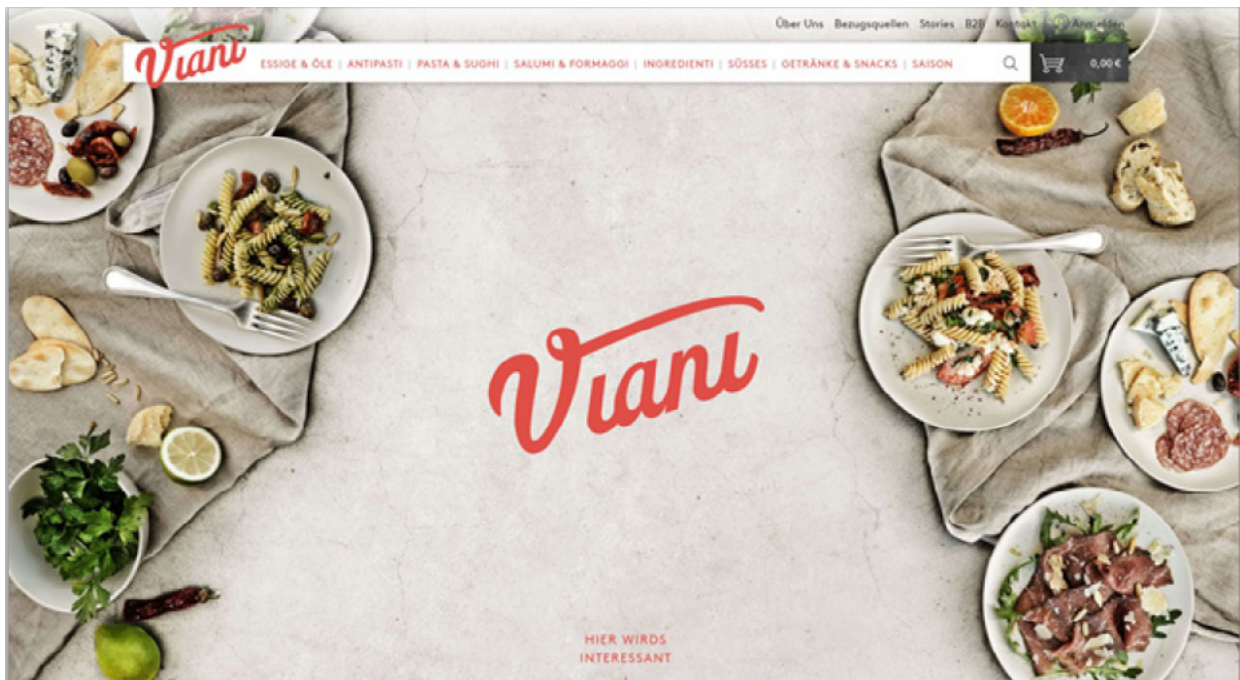 Über Uns Bezugsquellen Stories B2B Kontakt Anmelden
Viani
ESSIGE & ÖLE | ANTIPASTI | PASTA & SUGHI | SALUMI & FORMAGGI | INGREDIENTI | SÜSSES | GETRÄNKE & SNACKS | SAISON
0,00 €
Viani
HIER WIRDS
INTERESSANT